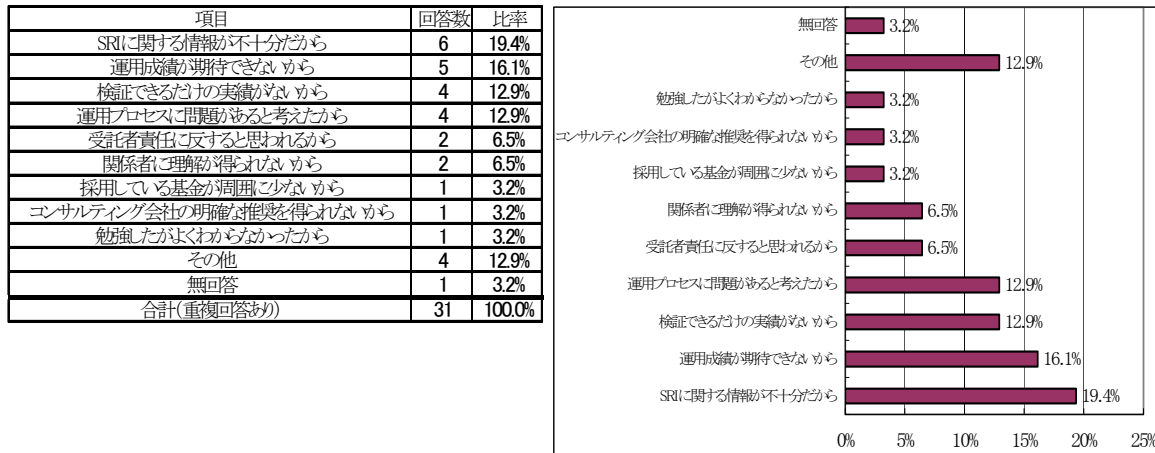 項目 回答数 比率
SRIに関する情報が不十分だから 6 19.4%
運用成績が期待できないから 5 16.1%
検証できるだけの実績がないから 4 12.9%
運用プロセスに問題があると考えたから 4 12.9%
受託者責任に反すると思われるから 2 6.5%
関係者に理解が得られないから 2 6.5%
採用している基金が周囲に少ないから 1 3.2%
コンサルティング会社の明確な推奨を得られないから 1 3.2%
勉強したがよくわからなかったから 1 3.2%
その他 4 12.9%
無回答 1 3.2%
合計(重複回答あり) 31 100.0%
無回答 3.2%
その他 12.9%
勉強したがよくわからなかったから 3.2%
コンサルティング会社の明確な推奨を得られないから 3.2%
採用している基金が周囲に少ないから 3.2%
関係者に理解が得られないから 6.5%
受託者責任に反すると思われるから 6.5%
運用プロセスに問題があると考えたから 12.9%
検証できるだけの実績がないから 12.9%
運用成績が期待できないから 16.1%
SRIに関する情報が不十分だから 19.4%
0% 5% 10% 15% 20% 25%